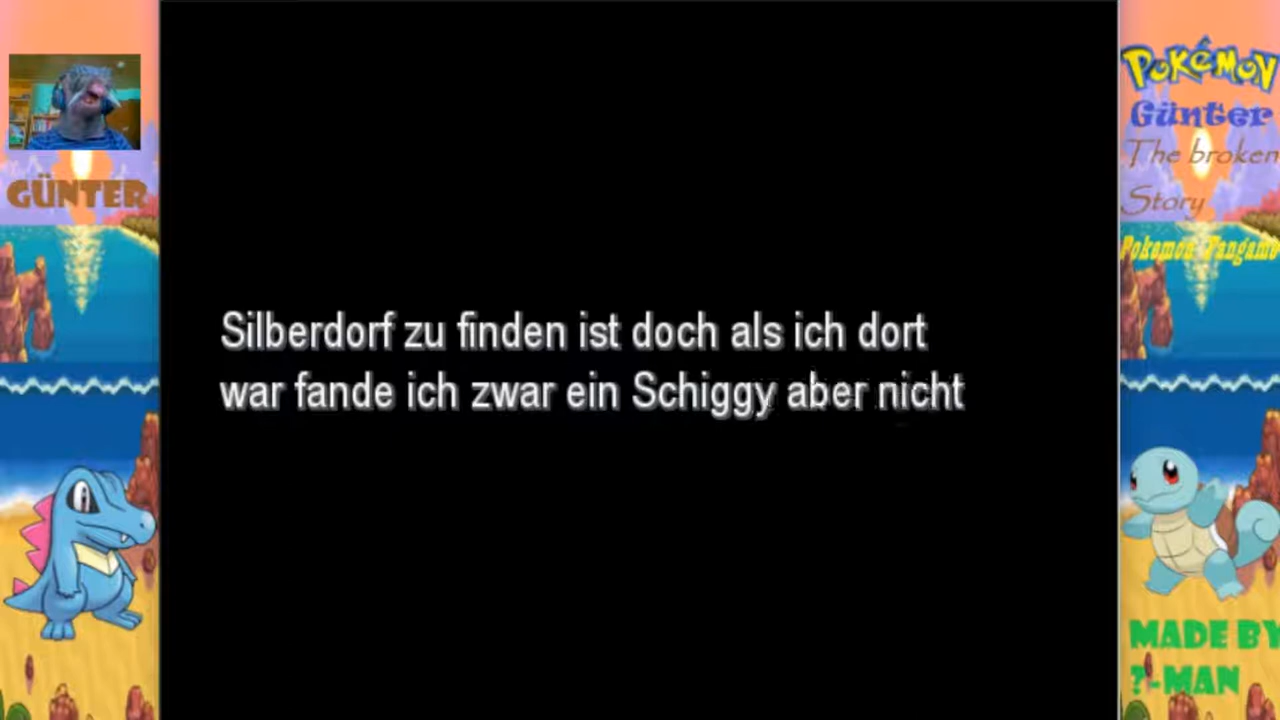 GÜNTER
Silberdorf zu finden ist doch als ich dort
war fande ich zwar ein Schiggy aber nicht
POKéMON
Günter
The broken
Story
Pokemon Fangame
MADE BY
?-MAN